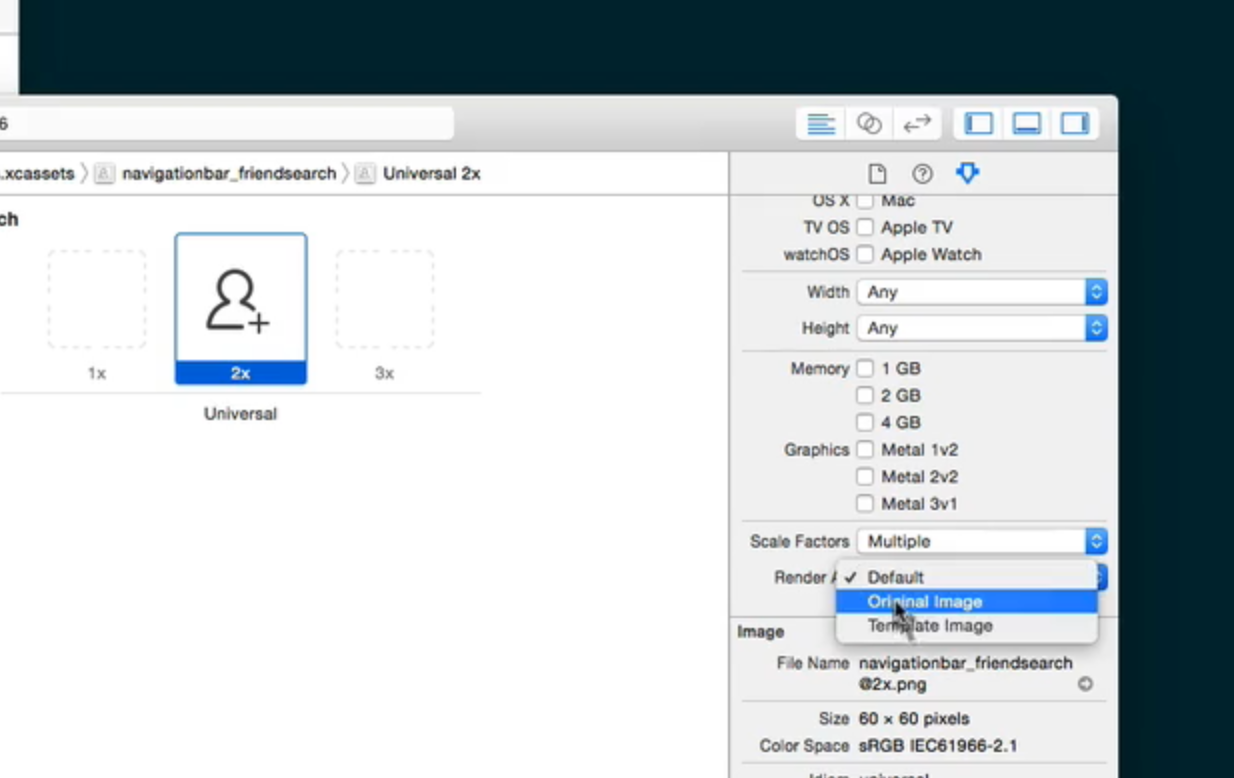 6
.xcassets 〉 navigationbar_friendsearch 〉 Universal 2x
ch
1x
2x
3x
Universal
OS X Mac
TV OS Apple TV
watchOS Apple Watch
Width Any
Height Any
Memory 1 GB
2 GB
4 GB
Graphics Metal 1v2
Metal 2v2
Metal 3v1
Scale Factors Multiple
Render A ✓ Default
Original Image
Template Image
Image
File Name navigationbar_friendsearch
@2x.png
Size 60 × 60 pixels
Color Space sRGB IEC61966-2.1